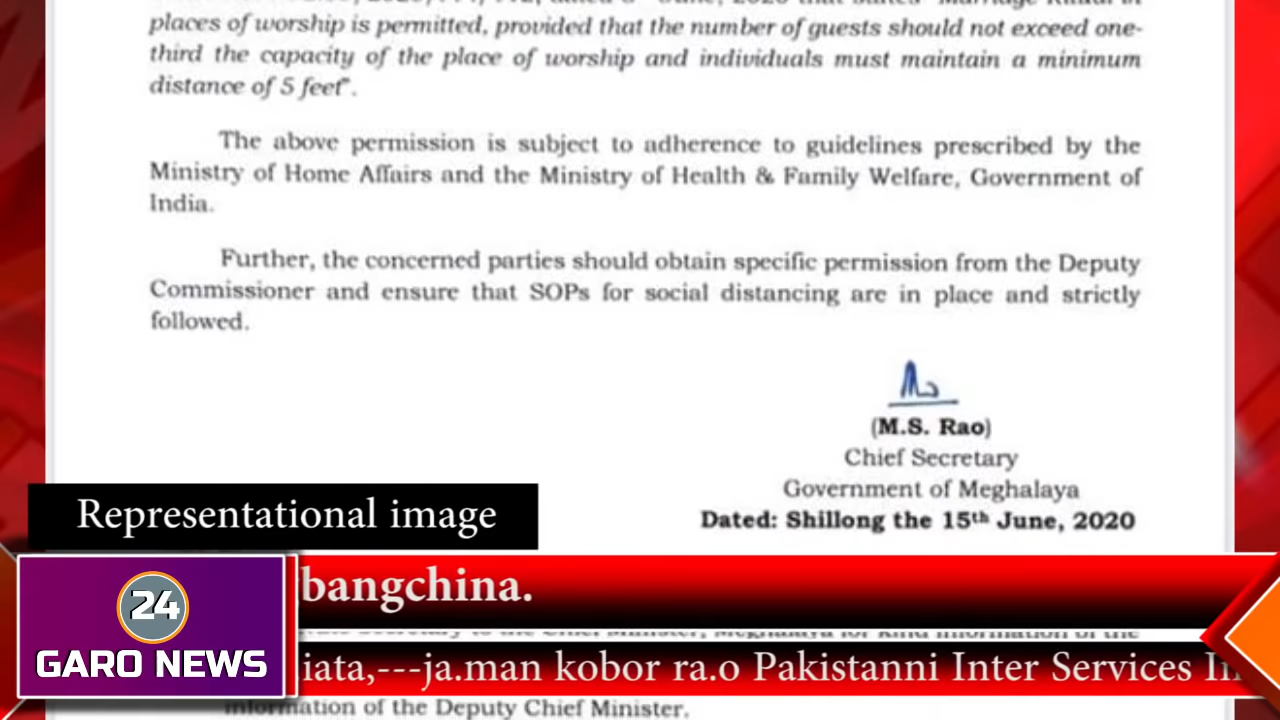 places of worship is permitted, provided that the number of guests should not exceed one-
third the capacity of the place of worship and individuals must maintain a minimum
distance of 5 feet".
The above permission is subject to adherence to guidelines prescribed by the
Ministry of Home Affairs and the Ministry of Health & Family Welfare, Government of
India.
Further, the concerned parties should obtain specific permission from the Deputy
Commissioner and ensure that SOPs for social distancing are in place and strictly
followed.
(M.S. Rao)
Chief Secretary
Government of Meghalaya
Dated: Shillong the 15th June, 2020
Representational image
bangchina.
24
GARO NEWS
iata,---ja.man kobor ra.o Pakistanni Inter Services
information of the Deputy Chief Minister.